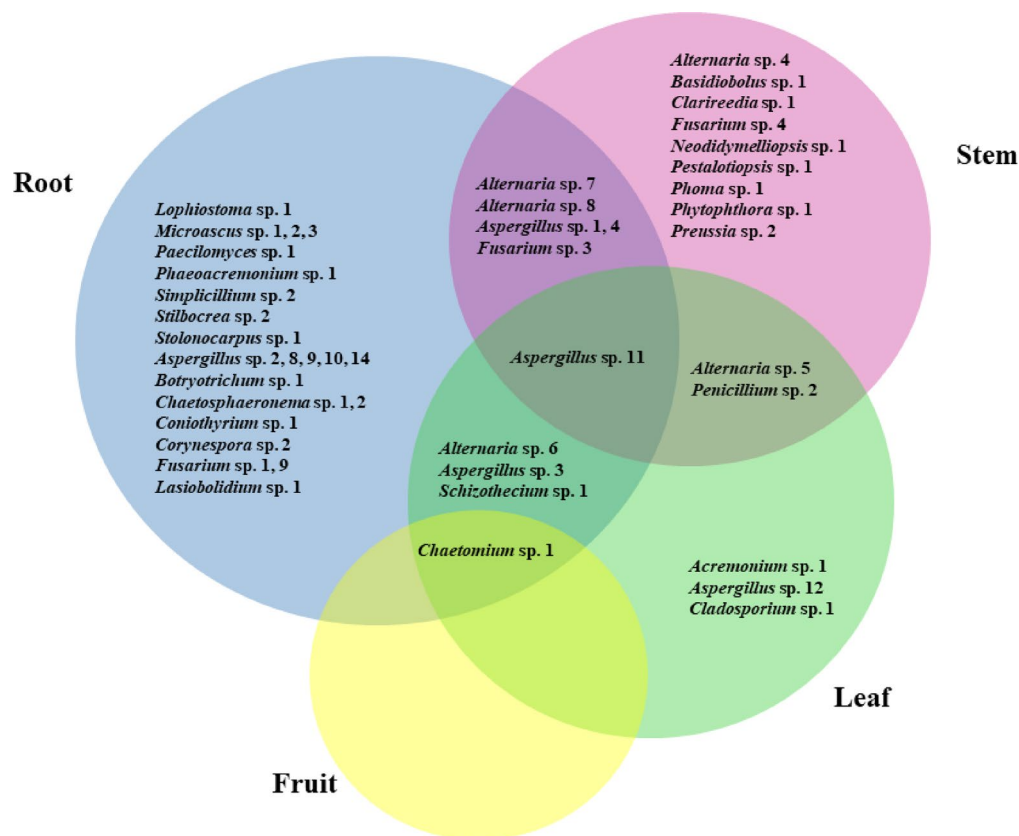 Root
Lophiostoma sp. 1
Microascus sp. 1, 2, 3
Paecilomyces sp. 1
Phaeoacremonium sp. 1
Simplicillium sp. 2
Stilbocrea sp. 2
Stolonocarpus sp. 1
Aspergillus sp. 2, 8, 9, 10, 14
Botryotrichum sp. 1
Chaetosphaeronema sp. 1, 2
Coniothyrium sp. 1
Corynespora sp. 2
Fusarium sp. 1, 9
Lasiobolidium sp. 1
Alternaria sp. 7
Alternaria sp. 8
Aspergillus sp. 1, 4
Fusarium sp. 3
Stem
Alternaria sp. 4
Basidiobolus sp. 1
Clarireedia sp. 1
Fusarium sp. 4
Neodidymelliopsis sp. 1
Pestalotiopsis sp. 1
Phoma sp. 1
Phytophthora sp. 1
Preussia sp. 2
Aspergillus sp. 11
Alternaria sp. 5
Penicillium sp. 2
Alternaria sp. 6
Aspergillus sp. 3
Schizothecium sp. 1
Chaetomium sp. 1
Acremonium sp. 1
Aspergillus sp. 12
Cladosporium sp. 1
Leaf
Fruit